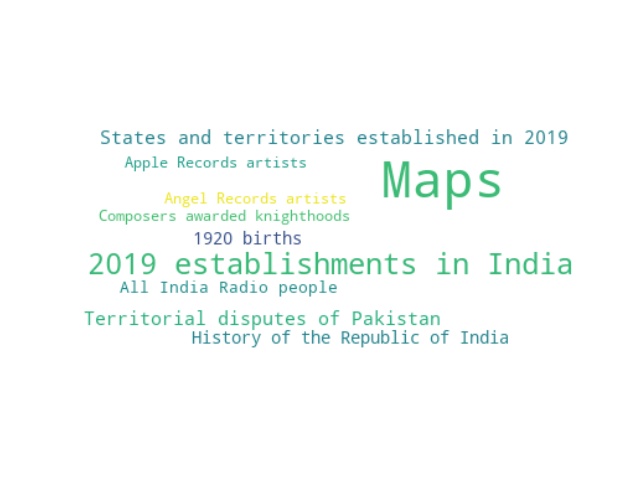 States and territories established in 2019
Apple Records artists
Maps
Angel Records artists
Composers awarded knighthoods
1920 births
2019 establishments in India
All India Radio people
Territorial disputes of Pakistan
History of the Republic of India